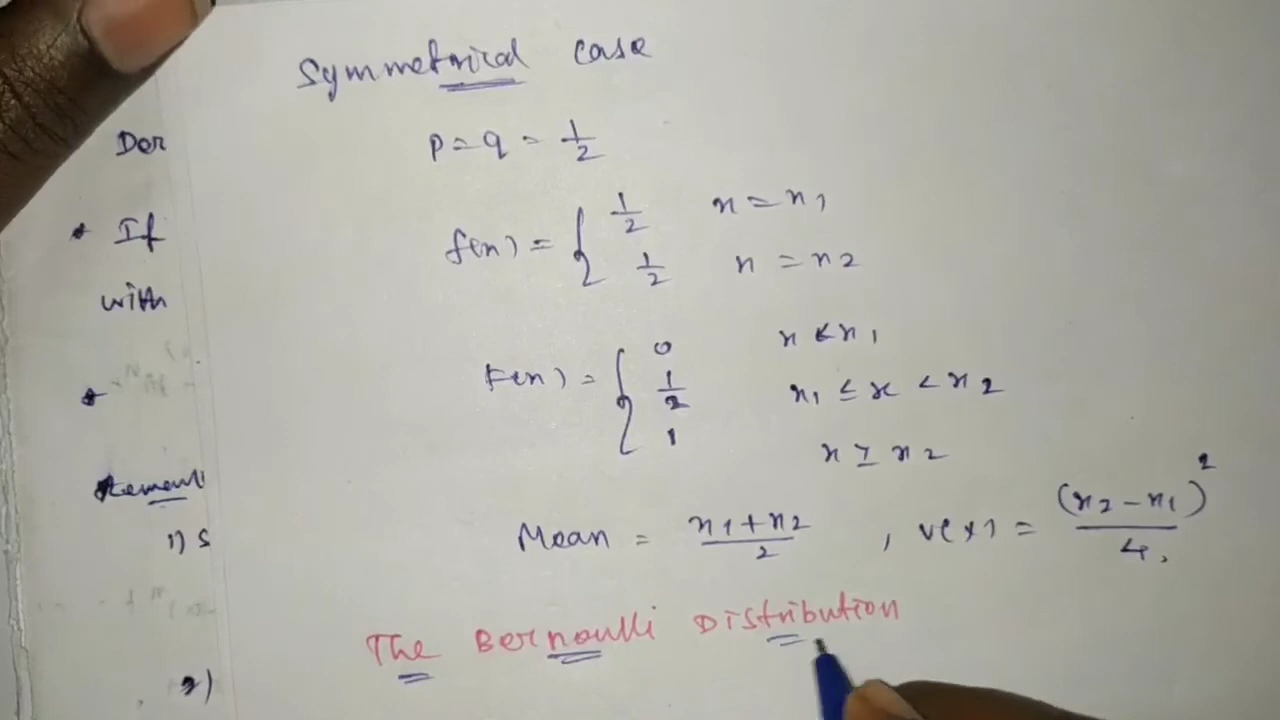 Symmetrical case
p = q = 1/2
f(x) = { 1/2 x = x1
1/2 x = x2
F(x) = { 0 x < x1
1/2 x1 ≤ x < x2
1 x ≥ x2
Mean = x1 + x2 / 2 , V(x) = (x2 - x1)^2 / 4.
The Bernoulli Distribution
Der
* If
with
*
1) S
2)